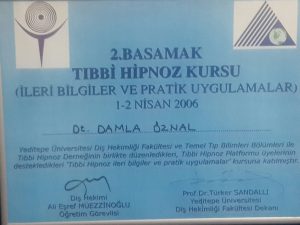 2.BASAMAK
TIBBİ HİPNOZ KURSU
(İLERİ BİLGİLER VE PRATİK UYGULAMALAR)
1-2 NİSAN 2006
Dt. DAMLA ÖZNAL
Yeditepe Üniversitesi Diş Hekimliği Fakültesi ve Temel Tıp Bilimleri Bölümleri ile
Tıbbi Hipnoz Derneğinin birlikte düzenledikleri, Tıbbi Hipnoz Platformu Üyelerinin
destekledikleri "Tıbbi Hipnoz ileri bilgiler ve pratik uygulamalar" kursuna katılmıştır.
Diş Hekimi
Ali Eşref MÜEZZİNOĞLU
Öğretim Görevlisi
Prof.Dr.Türker SANDALLI
Yeditepe Üniversitesi
Diş Hekimliği Fakültesi Dekanı